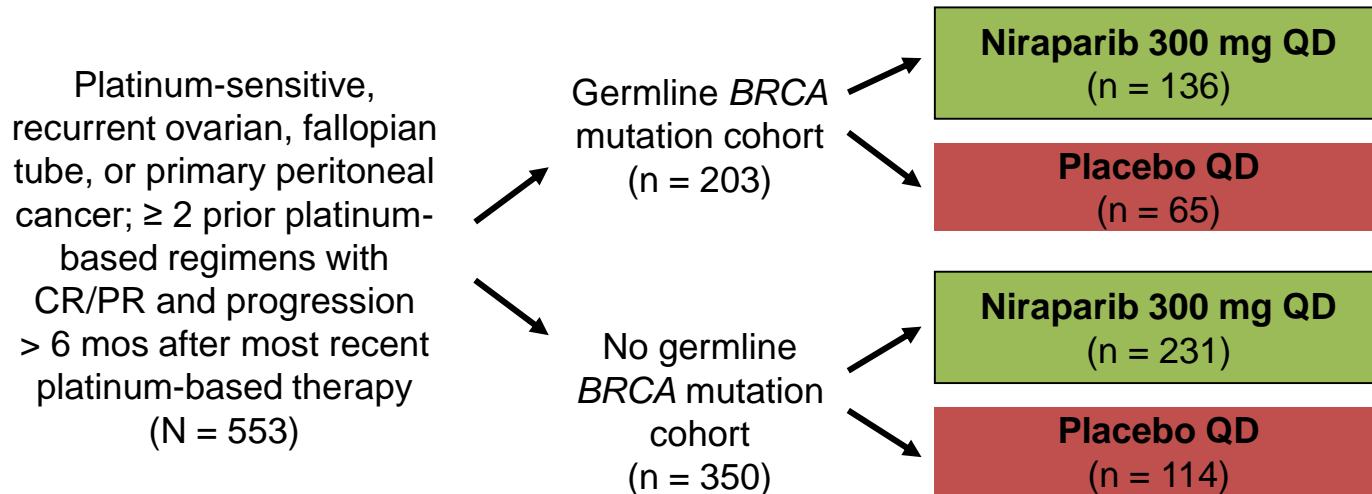 Platinum-sensitive,
recurrent ovarian, fallopian
tube, or primary peritoneal
cancer; ≥ 2 prior platinum-
based regimens with
CR/PR and progression
> 6 mos after most recent
platinum-based therapy
(N = 553)
Germline BRCA
mutation cohort
(n = 203)
Niraparib 300 mg QD
(n = 136)
Placebo QD
(n = 65)
No germline
BRCA mutation
cohort
(n = 350)
Niraparib 300 mg QD
(n = 231)
Placebo QD
(n = 114)